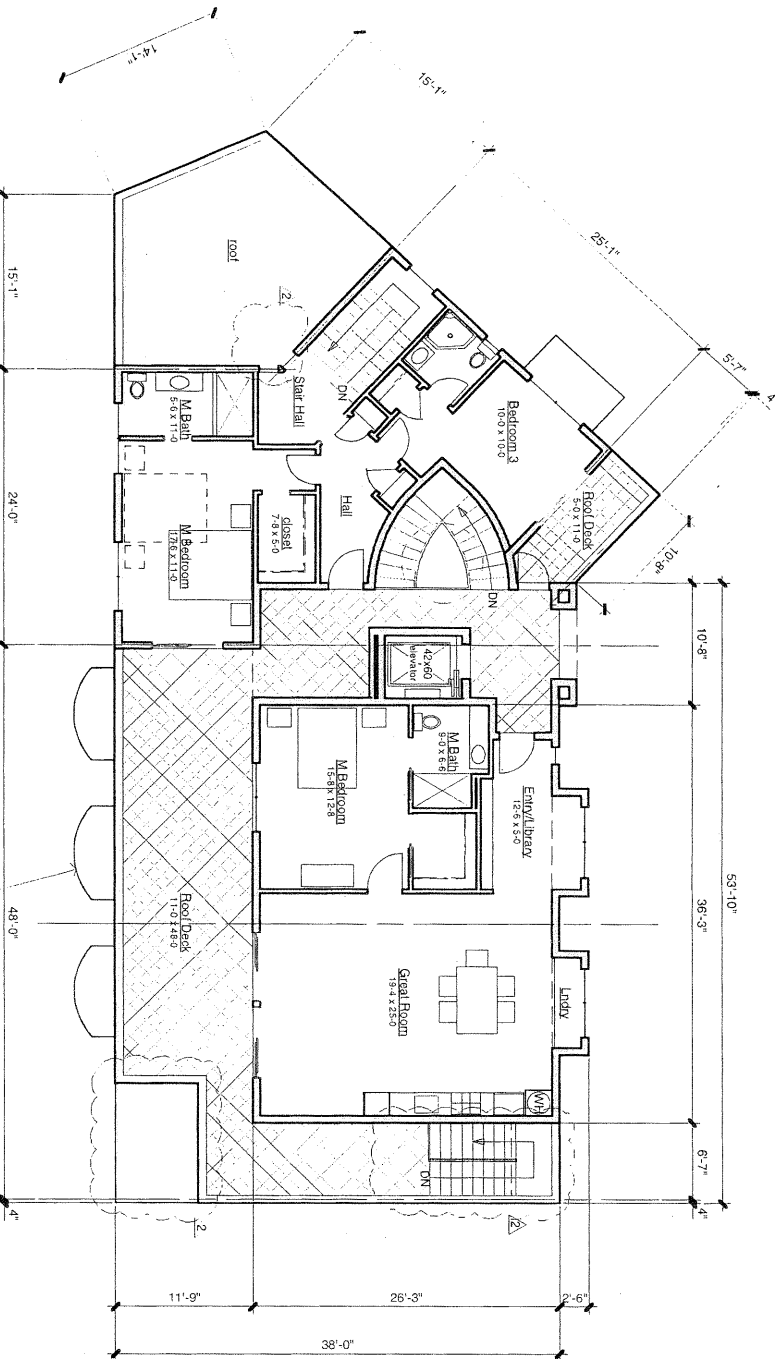 14'-1"
15'-1"
25'-1"
5'-7"
4
10'-8"
roof
2
DN
Stair Hall
Bedroom 3
10-0 x 10-0
Roof Deck
5-0 x 11-0
M Bath
5-6 x 11-0
M Bedroom
17-6 x 11-0
closet
7-8 x 5-0
Hall
DN
15'-1"
24'-0"
48'-0"
4"
42x60
elevator
M Bath
9-0 x 6-6
M Bedroom
15-8 x 12-8
Entry/Library
12-6 x 5-0
Roof Deck
11-0 x 48-0
Great Room
19-4 x 25-0
Lndry
WH
DN
2
2
10'-8"
36'-3"
53'-10"
6'-7"
4"
11'-9"
26'-3"
2'-6"
38'-0"